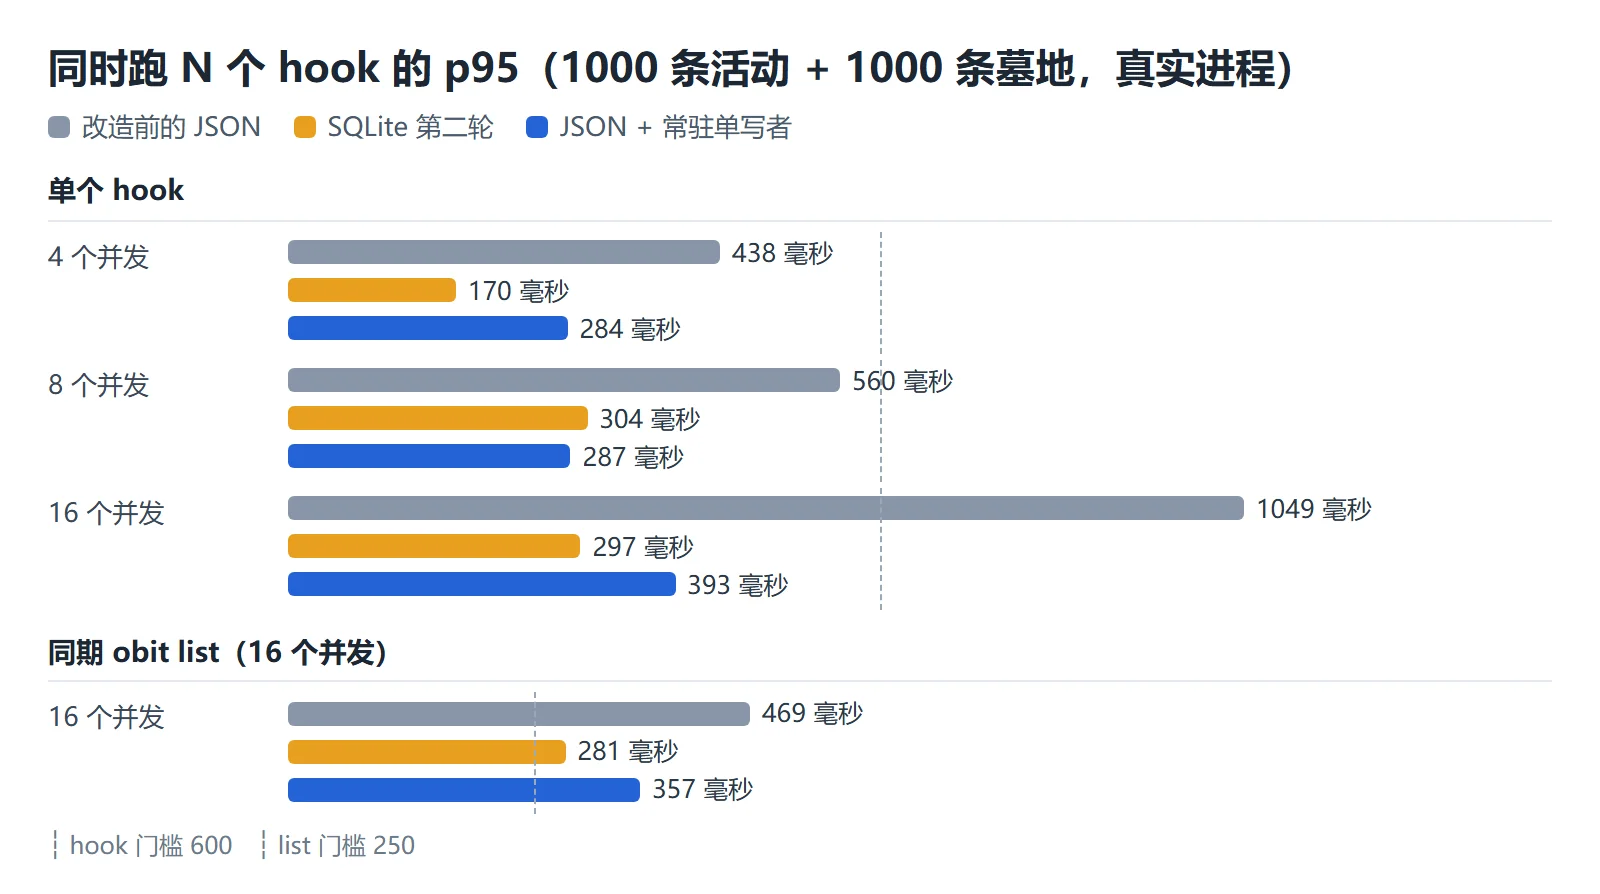 同时跑 N 个 hook 的 p95（1000 条活动 + 1000 条墓地，真实进程）
改造前的 JSON SQLite 第二轮 JSON + 常驻单写者
单个 hook
4 个并发
438 毫秒
170 毫秒
284 毫秒
8 个并发
560 毫秒
304 毫秒
287 毫秒
16 个并发
1049 毫秒
297 毫秒
393 毫秒
同期 obit list（16 个并发）
16 个并发
469 毫秒
281 毫秒
357 毫秒
hook 门槛 600 list 门槛 250